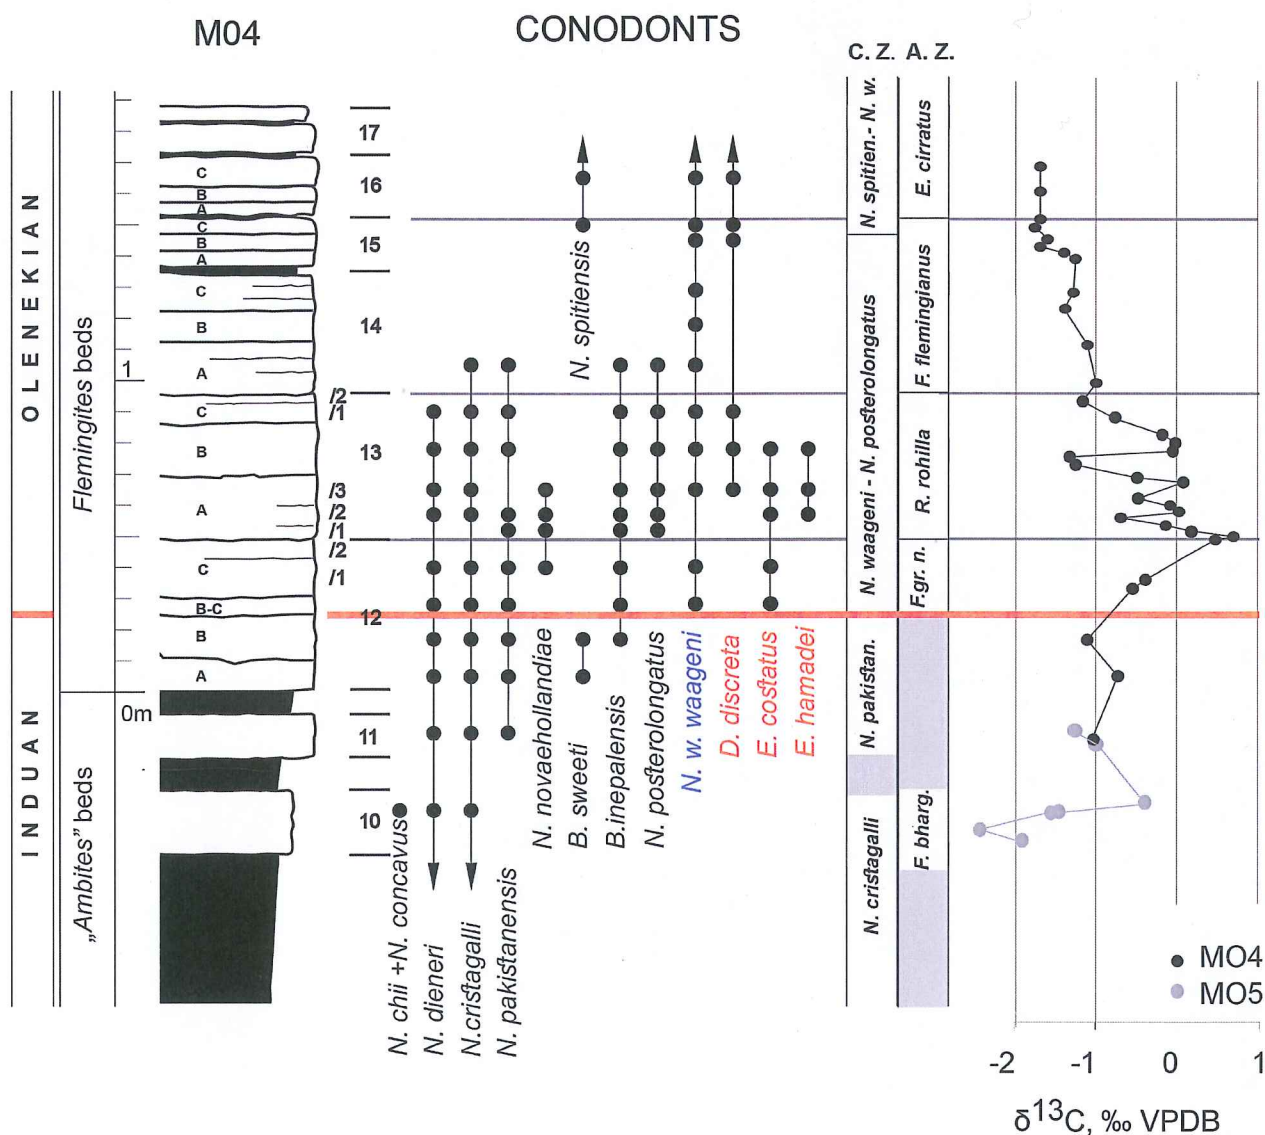 M04
CONODONTS
C. Z. A. Z.
OLENEKIAN
INDUAN
Flemingites beds
„Ambites” beds
1
0m
C
B
A
C
B
A
C
B
A
C
B
A
C
B-C
B
A
17
16
15
14
/2
/1
13
/3
/2
/1
/2
/1
12
11
10
N. chii +N. concavus
N. dieneri
N.cristagalli
N. pakistanensis
N. novaehollandiae
B. sweeti
N. spitiensis
B.inepalensis
N. posterolongatus
N. w. waageni
D. discreta
E. costatus
E. hamadei
N. spitien.- N. w.
N. waageni - N. posterolongatus
N. pakistan.
N. cristagalli
E. cirratus
F. flemingianus
R. rohilla
F.gr. n.
F. bharg.
MO4
MO5
-2 -1 0 1
δ13C, ‰ VPDB